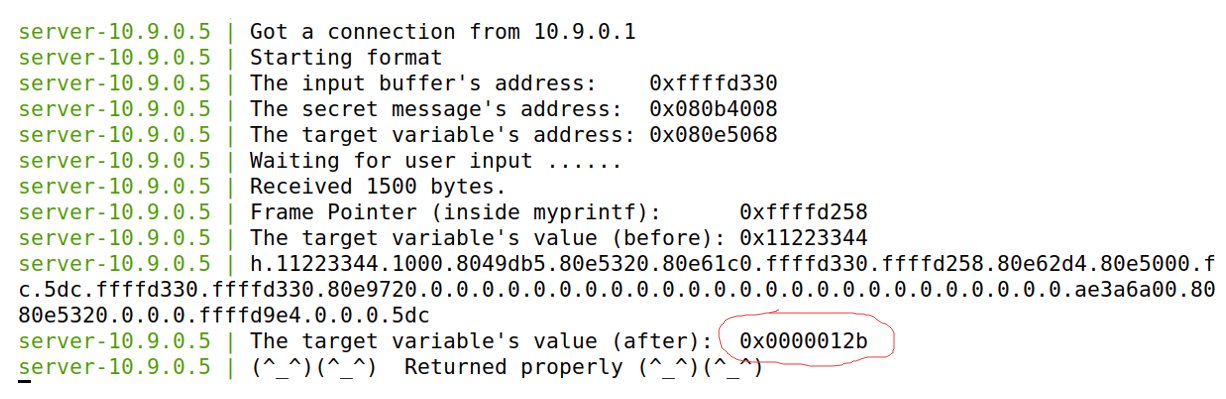 server-10.9.0.5 | Got a connection from 10.9.0.1
server-10.9.0.5 | Starting format
server-10.9.0.5 | The input buffer's address:    0xffffd330
server-10.9.0.5 | The secret message's address:  0x080b4008
server-10.9.0.5 | The target variable's address: 0x080e5068
server-10.9.0.5 | Waiting for user input ......
server-10.9.0.5 | Received 1500 bytes.
server-10.9.0.5 | Frame Pointer (inside myprintf):      0xffffd258
server-10.9.0.5 | The target variable's value (before): 0x11223344
server-10.9.0.5 | h.11223344.1000.8049db5.80e5320.80e61c0.ffffd330.ffffd258.80e62d4.80e5000.f
c.5dc.ffffd330.ffffd330.80e9720.0.0.0.0.0.0.0.0.0.0.0.0.0.0.0.0.0.0.0.0.0.0.0.0.0.0.ae3a6a00.80
80e5320.0.0.0.ffffd9e4.0.0.0.5dc
server-10.9.0.5 | The target variable's value (after):  0x0000012b
server-10.9.0.5 | (^_^)(^_^)  Returned properly (^_^)(^_^)